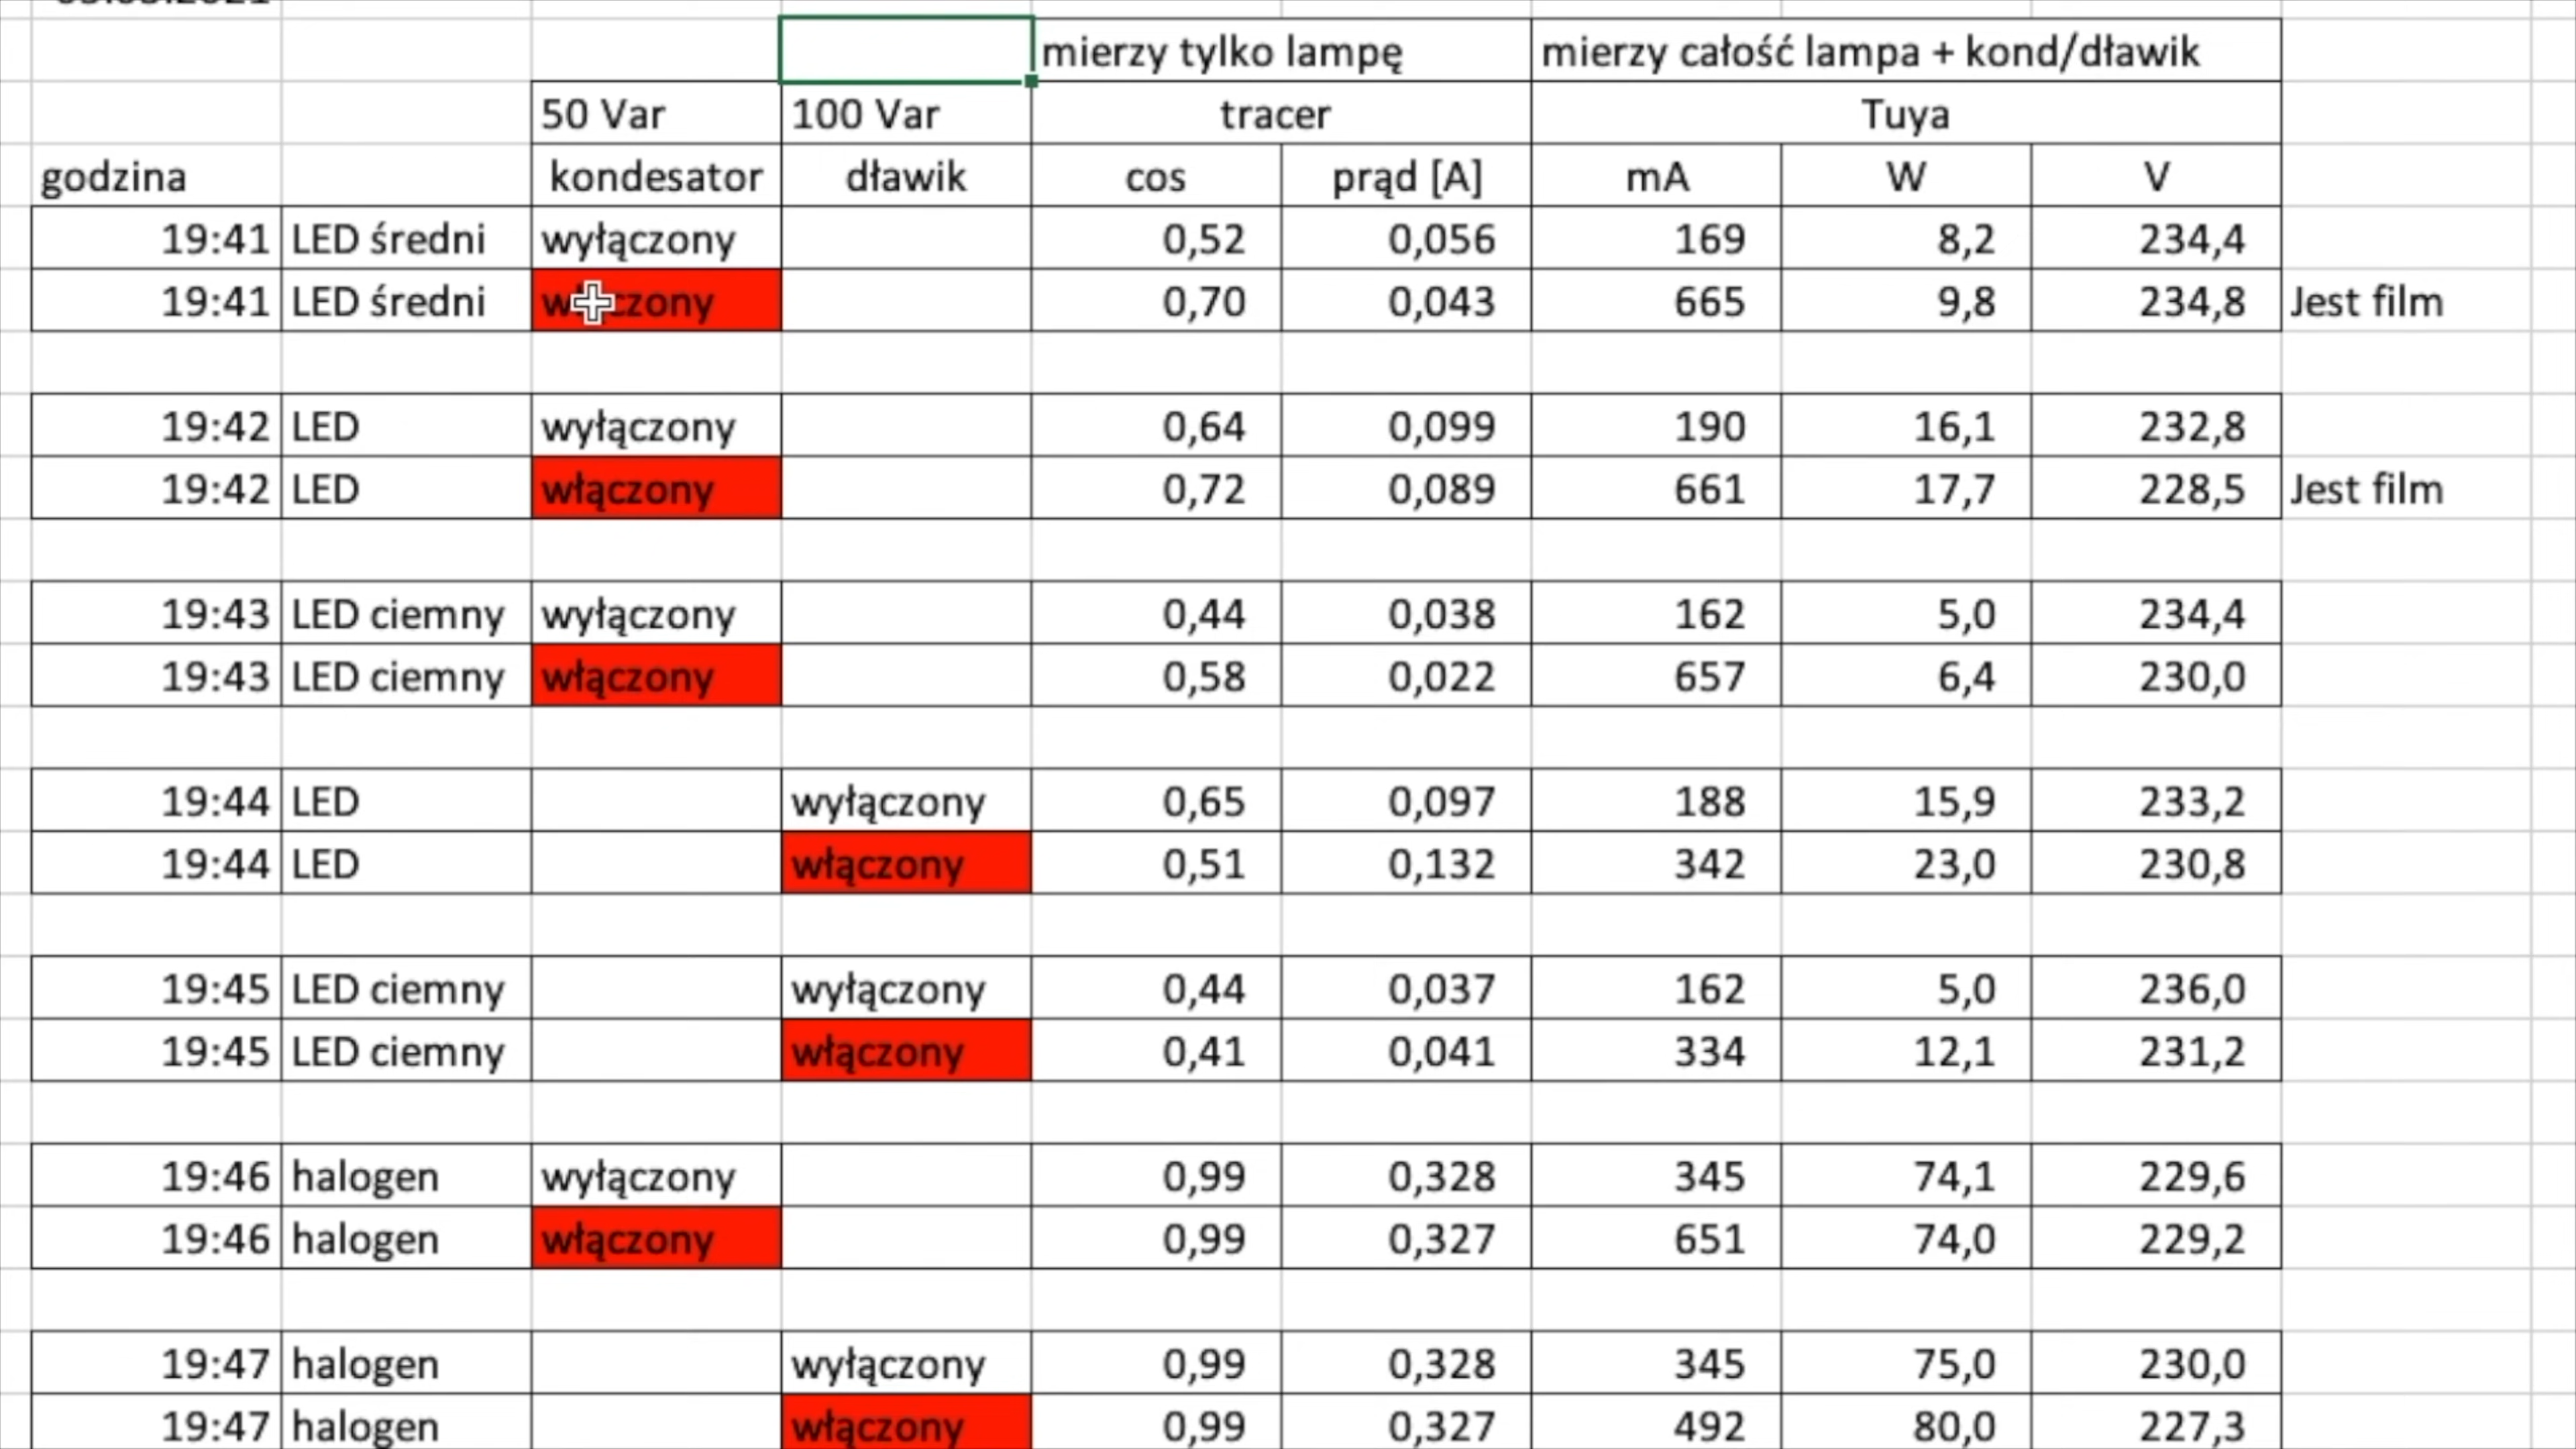 mierzy tylko lampę mierzy całość lampa + kond/dławik
50 Var 100 Var tracer Tuya
godzina kondesator dławik cos prąd [A] mA W V
19:41 LED średni wyłączony 0,52 0,056 169 8,2 234,4
19:41 LED średni 0,70 0,043 665 9,8 234,8 Jest film
19:42 LED wyłączony 0,64 0,099 190 16,1 232,8
19:42 LED włączony 0,72 0,089 661 17,7 228,5 Jest film
19:43 LED ciemny wyłączony 0,44 0,038 162 5,0 234,4
19:43 LED ciemny włączony 0,58 0,022 657 6,4 230,0
19:44 LED wyłączony 0,65 0,097 188 15,9 233,2
19:44 LED włączony 0,51 0,132 342 23,0 230,8
19:45 LED ciemny wyłączony 0,44 0,037 162 5,0 236,0
19:45 LED ciemny włączony 0,41 0,041 334 12,1 231,2
19:46 halogen wyłączony 0,99 0,328 345 74,1 229,6
19:46 halogen włączony 0,99 0,327 651 74,0 229,2
19:47 halogen wyłączony 0,99 0,328 345 75,0 230,0
19:47 halogen włączony 0,99 0,327 492 80,0 227,3